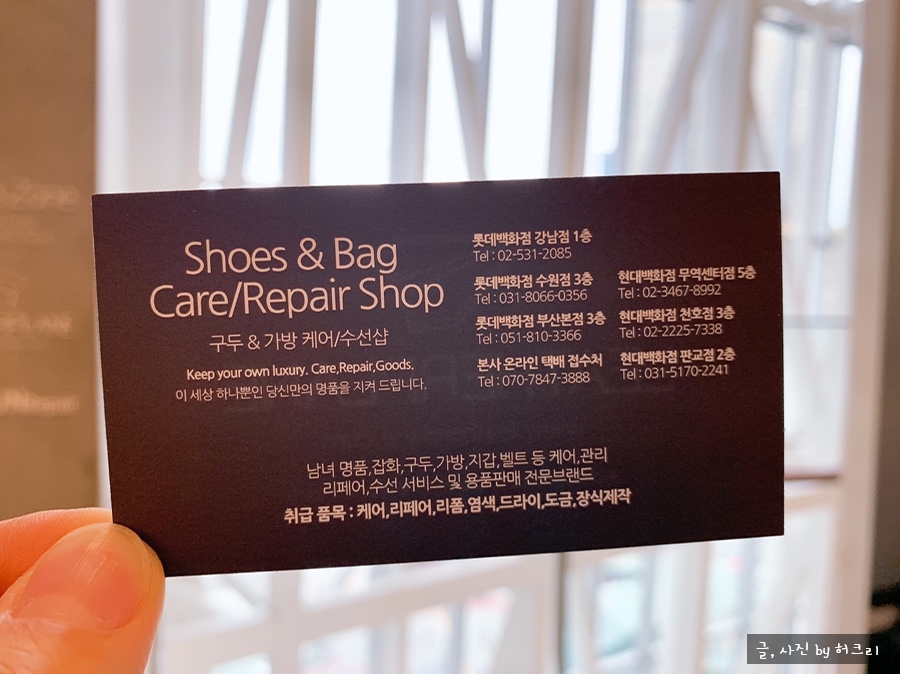 Shoes & Bag
Care/Repair Shop
구두 & 가방 케어/수선샵
Keep your own luxury. Care,Repair,Goods.
이 세상 하나뿐인 당신만의 명품을 지켜 드립니다.
롯데백화점 강남점 1층
Tel : 02-531-2085
롯데백화점 수원점 3층
Tel : 031-8066-0356
롯데백화점 부산본점 3층
Tel : 051-810-3366
본사 온라인 택배 접수처
Tel : 070-7847-3888
현대백화점 무역센터점 5층
Tel : 02-3467-8992
현대백화점 천호점 3층
Tel : 02-2225-7338
현대백화점 판교점 2층
Tel : 031-5170-2241
남녀 명품,잡화,구두,가방,지갑,벨트 등 케어,관리
리페어,수선 서비스 및 용품판매 전문브랜드
취급 품목 : 케어,리페어,리폼,염색,드라이,도금,장식제작
글, 사진 by 허크리